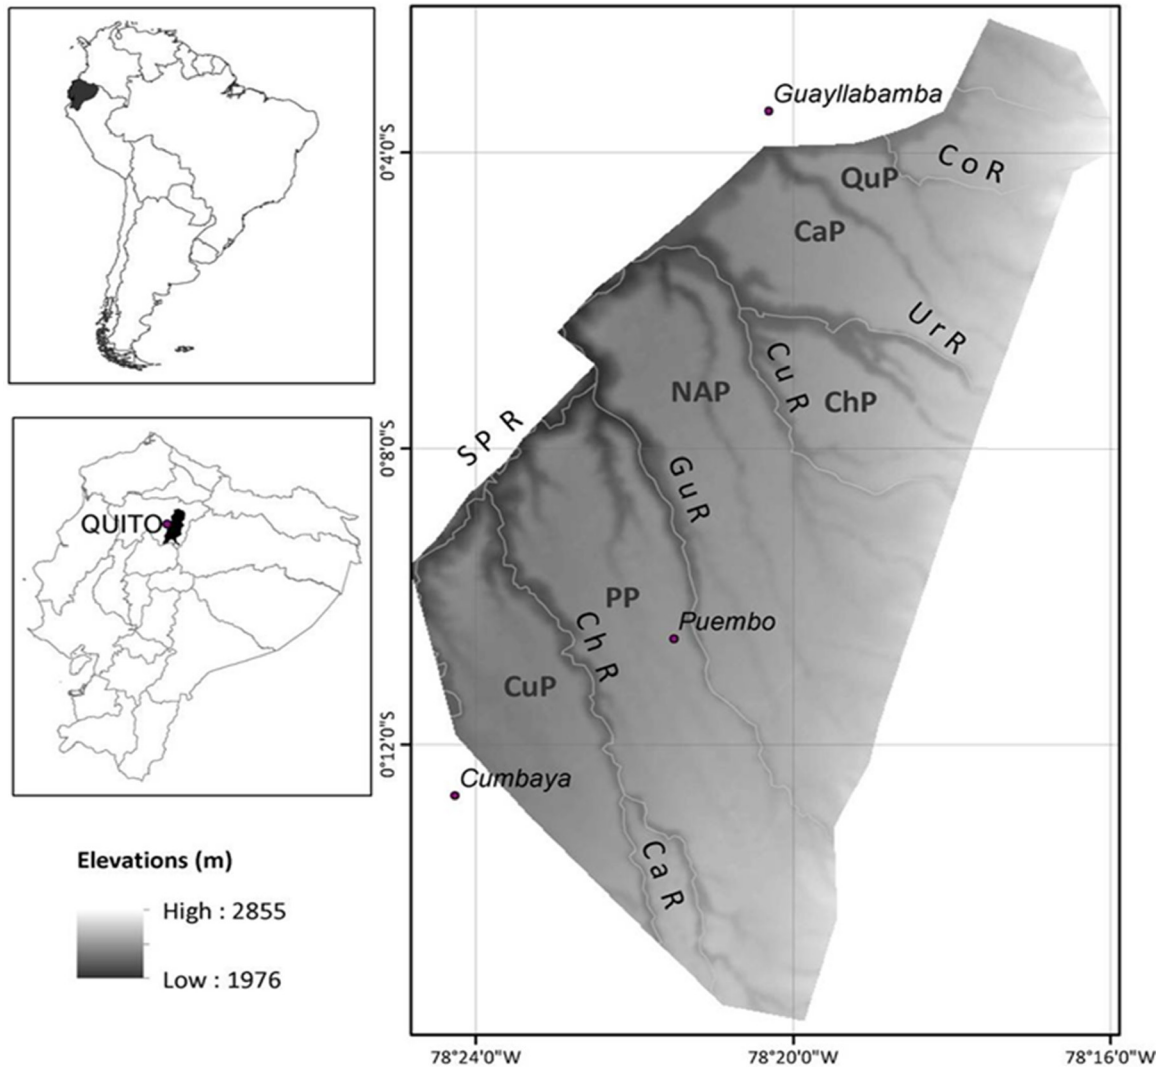 Guayllabamba
0°4'0"S
CoR
QuP
CaP
UrR
CuR
NAP
ChP
SPR
0°8'0"S
GuR
QUITO
PP
Puembo
ChR
CuP
0°12'0"S
Cumbaya
CaR
Elevations (m)
High : 2855
Low : 1976
78°24'0"W
78°20'0"W
78°16'0"W